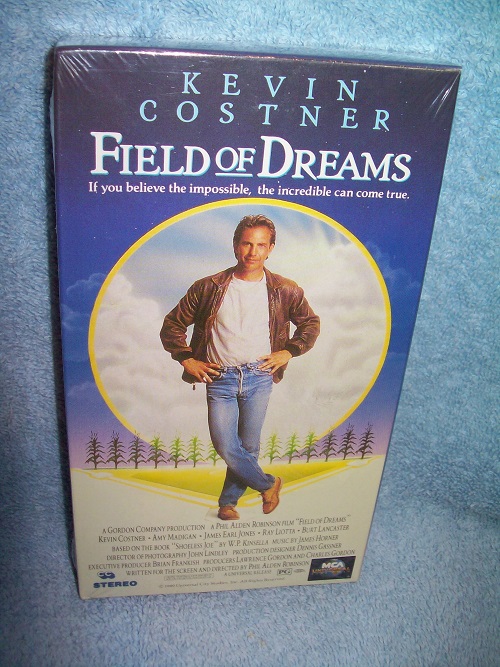 KEVIN
COSTNER
FIELD OF DREAMS
If you believe the impossible, the incredible can come true.
A GORDON COMPANY PRODUCTION A PHIL ALDEN ROBINSON FILM "FIELD OF DREAMS"
KEVIN COSTNER • AMY MADIGAN • JAMES EARL JONES • RAY LIOTTA • BURT LANCASTER
BASED ON THE BOOK "SHOELESS JOE" BY W.P. KINSELLA MUSIC BY JAMES HORNER
DIRECTOR OF PHOTOGRAPHY JOHN LINDLEY PRODUCTION DESIGNER DENNIS GASSNER
EXECUTIVE PRODUCER BRIAN FRANKISH PRODUCERS LAWRENCE GORDON AND CHARLES GORDON
WRITTEN FOR THE SCREEN AND DIRECTED BY PHIL ALDEN ROBINSON
A UNIVERSAL RELEASE PG
STEREO
MCA